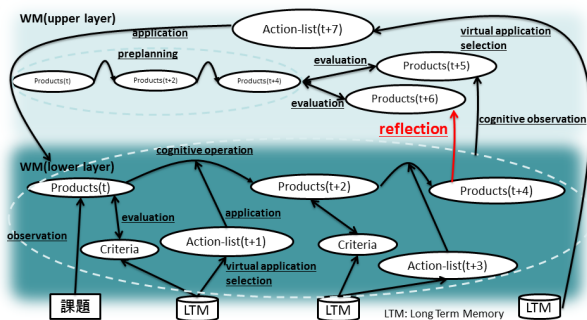 WM(upper layer)
application
Action-list(t+7)
virtual application
selection
preplanning
Products(t)
Products(t+2)
Products(t+4)
evaluation
Products(t+5)
evaluation
Products(t+6)
reflection
cognitive observation
WM(lower layer)
cognitive operation
Products(t)
Products(t+2)
Products(t+4)
evaluation
application
observation
Criteria
Action-list(t+1)
Criteria
Action-list(t+3)
virtual application
selection
課題
LTM
LTM
LTM: Long Term Memory
LTM